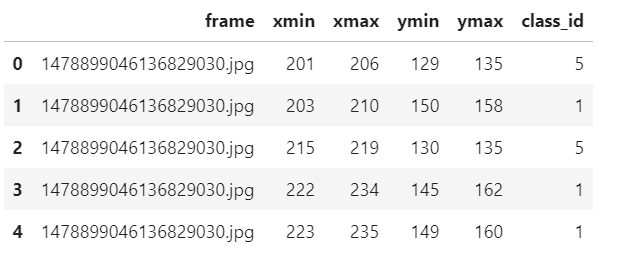 frame xmin xmax ymin ymax class_id
0 1478899046136829030.jpg 201 206 129 135 5
1 1478899046136829030.jpg 203 210 150 158 1
2 1478899046136829030.jpg 215 219 130 135 5
3 1478899046136829030.jpg 222 234 145 162 1
4 1478899046136829030.jpg 223 235 149 160 1